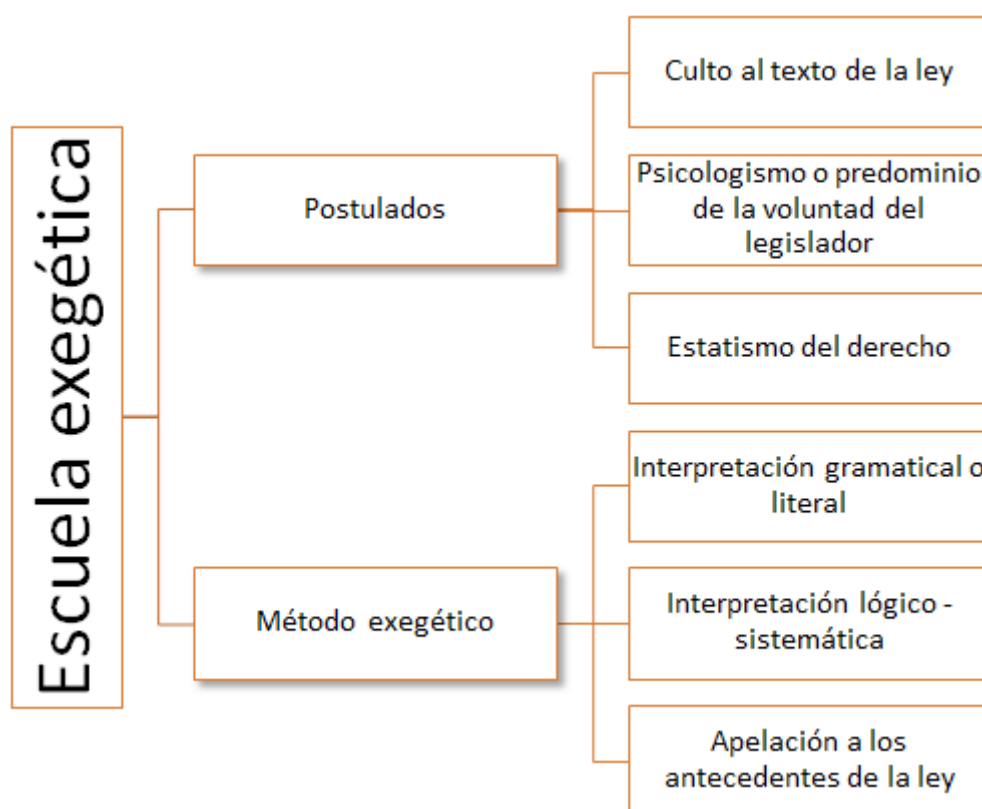 Escuela exegética
Postulados
Culto al texto de la ley
Psicologismo o predominio
de la voluntad del
legislador
Estatismo del derecho
Método exegético
Interpretación gramatical o
literal
Interpretación lógico -
sistemática
Apelación a los
antecedentes de la ley